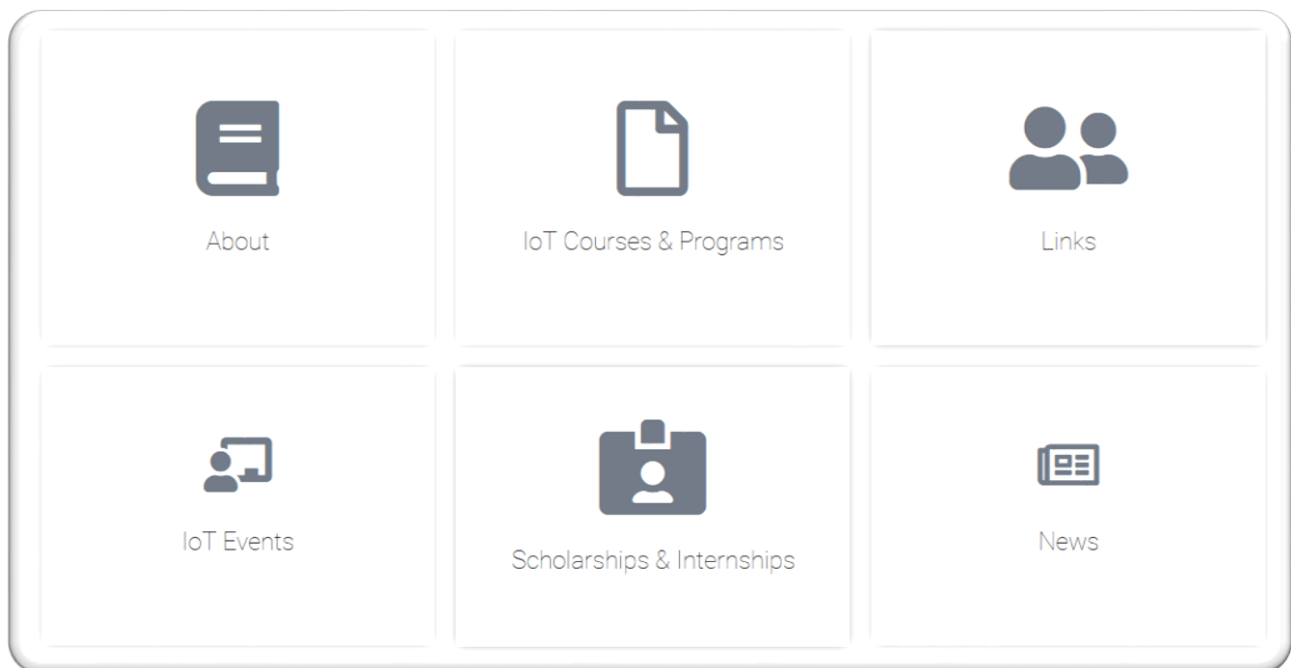 About
IoT Courses & Programs
Links
IoT Events
Scholarships & Internships
News